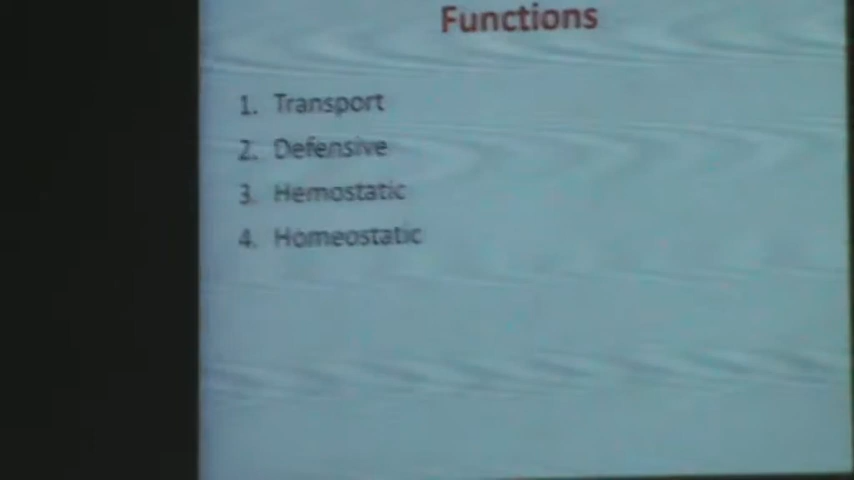 Functions
1. Transport
2. Defensive
3. Hemostatic
4. Homeostatic